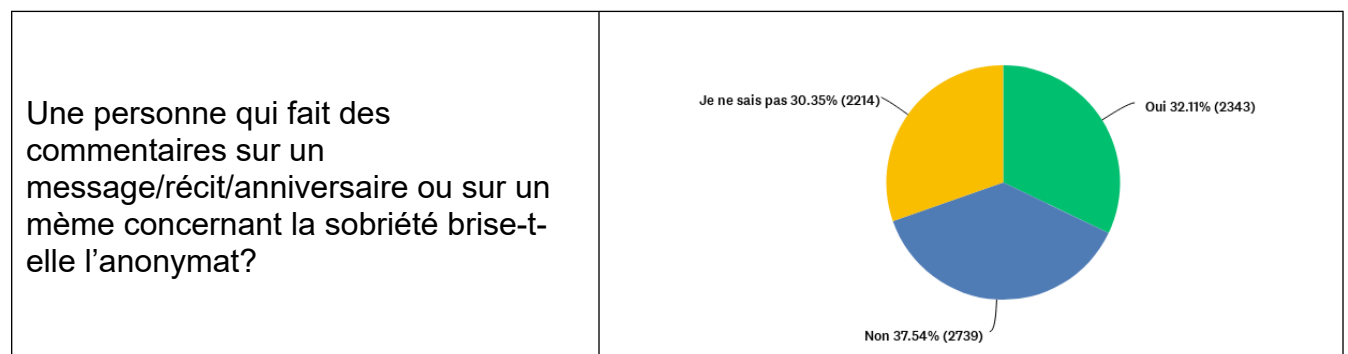 Une personne qui fait des
commentaires sur un
message/récit/anniversaire ou sur un
mème concernant la sobriété brise-t-
elle l'anonymat?
Je ne sais pas 30.35% (2214)
Oui 32.11% (2343)
Non 37.54% (2739)